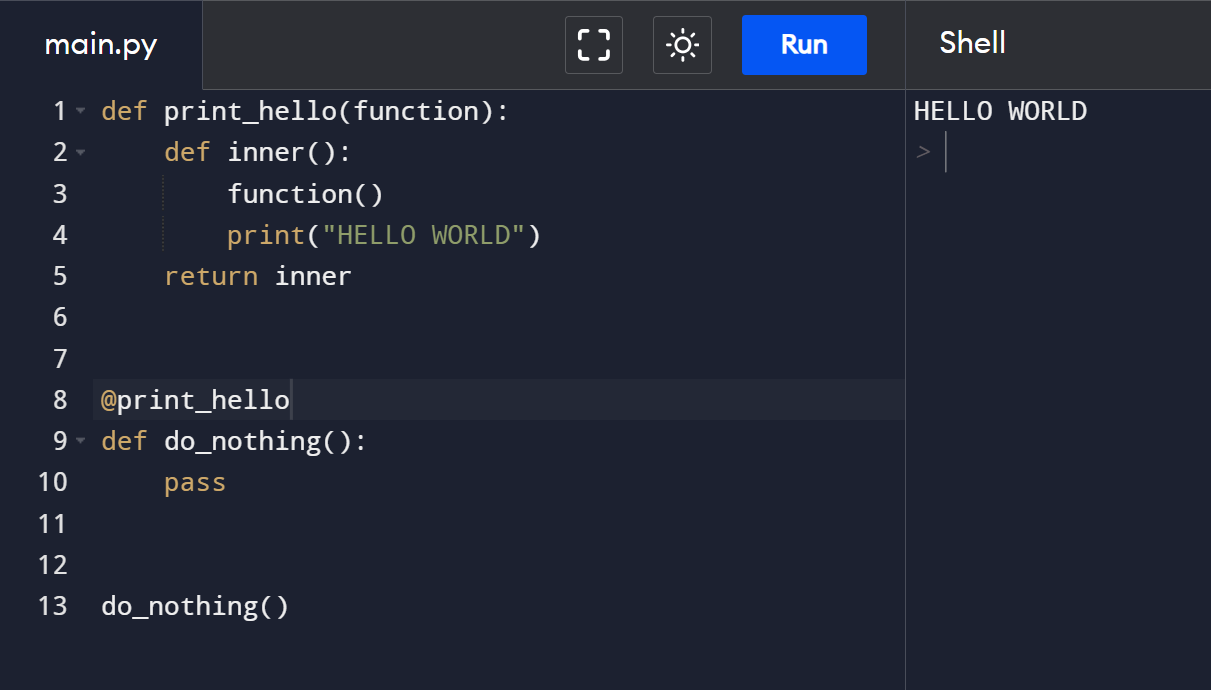 main.py
Run
Shell
1 def print_hello(function):
2     def inner():
3         function()
4         print("HELLO WORLD")
5     return inner
6
7
8 @print_hello
9 def do_nothing():
10     pass
11
12
13 do_nothing()
HELLO WORLD
>